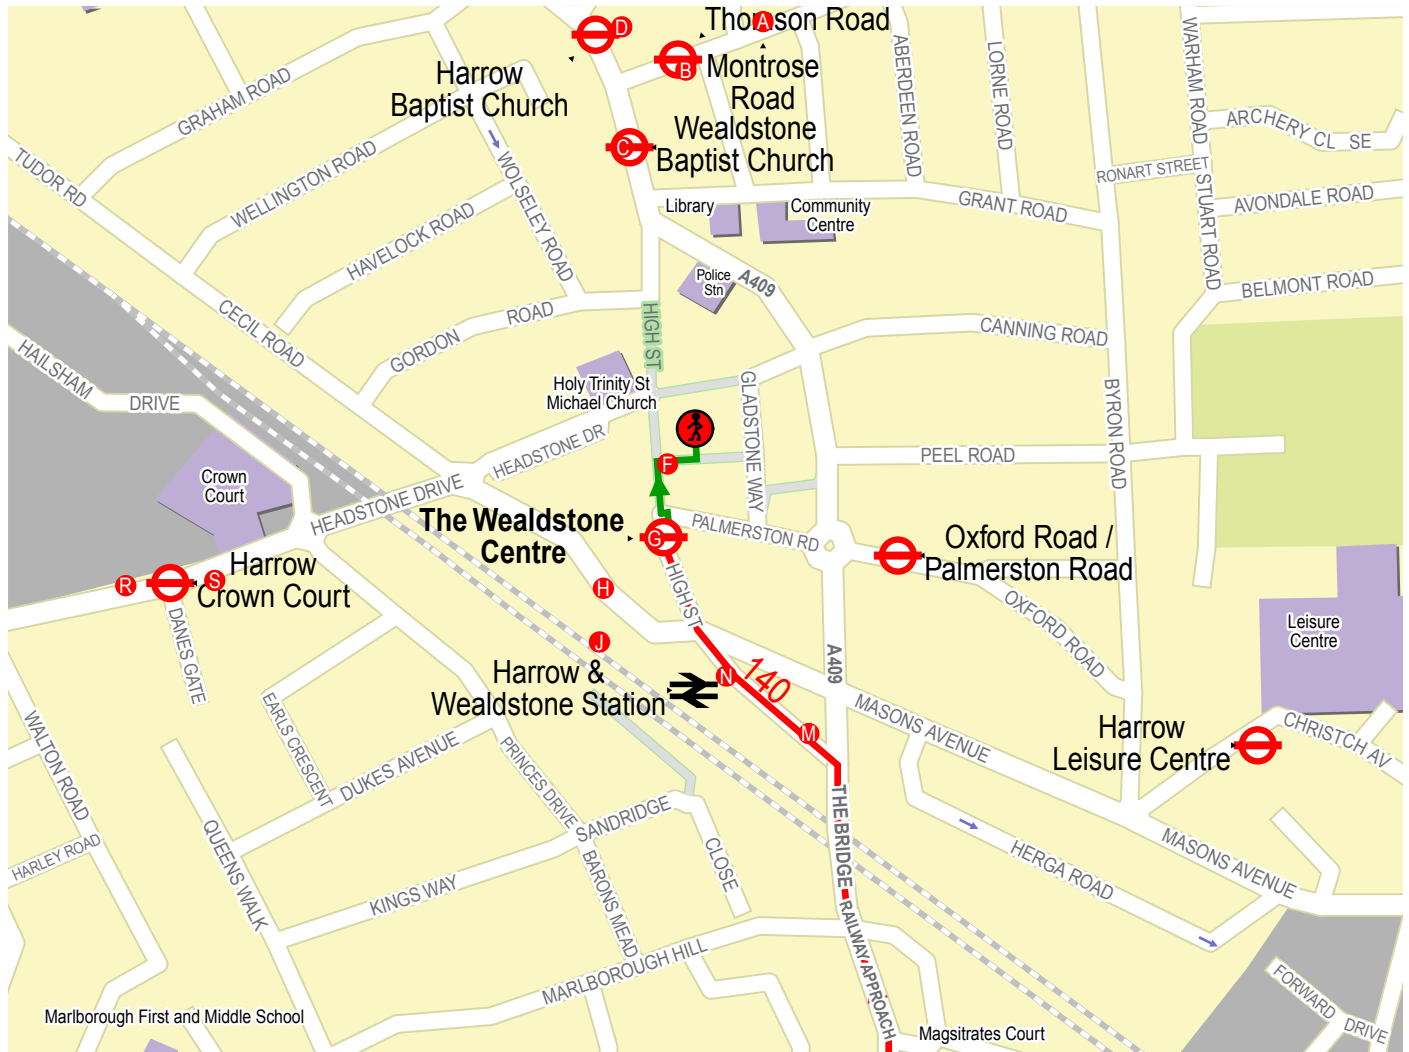 D
A
Thomson Road
B
Harrow
Baptist Church
Montrose
Road
C
Wealdstone
Baptist Church
GRAHAM ROAD
ABERDEEN ROAD
LORNE ROAD
WARHAM ROAD
ARCHERY CL SE
TUDOR RD
WELLINGTON ROAD
WOLSELEY ROAD
RONART STREET
STUART ROAD
AVONDALE ROAD
HAVELOCK ROAD
Library
Community
Centre
GRANT ROAD
Police
Stn
A409
BELMONT ROAD
CECIL ROAD
GORDON
ROAD
HIGH ST
CANNING ROAD
HAILSHAM
DRIVE
Holy Trinity St
Michael Church
GLADSTONE WAY
BYRON ROAD
HEADSTONE DR
F
PEEL ROAD
Crown
Court
HEADSTONE DRIVE
The Wealdstone
Centre
G
PALMERSTON RD
Oxford Road /
Palmerston Road
R
S
Harrow
Crown Court
H
HIGH ST
OXFORD ROAD
DANES GATE
J
Leisure
Centre
A409
Harrow &
Wealdstone Station
N
140
M
MASONS AVENUE
Harrow
Leisure Centre
CHRISTCH AV
WALTON ROAD
EARLS CRESCENT
DUKES AVENUE
PRINCES DRIVE
SANDRIDGE
CLOSE
THE BRIDGE
HARLEY ROAD
QUEENS WALK
KINGS WAY
BARONS MEAD
HERGA ROAD
MASONS AVENUE
RAILWAY APPROACH
MARLBOROUGH HILL
FORWARD DRIVE
Marlborough First and Middle School
Magsitrates Court